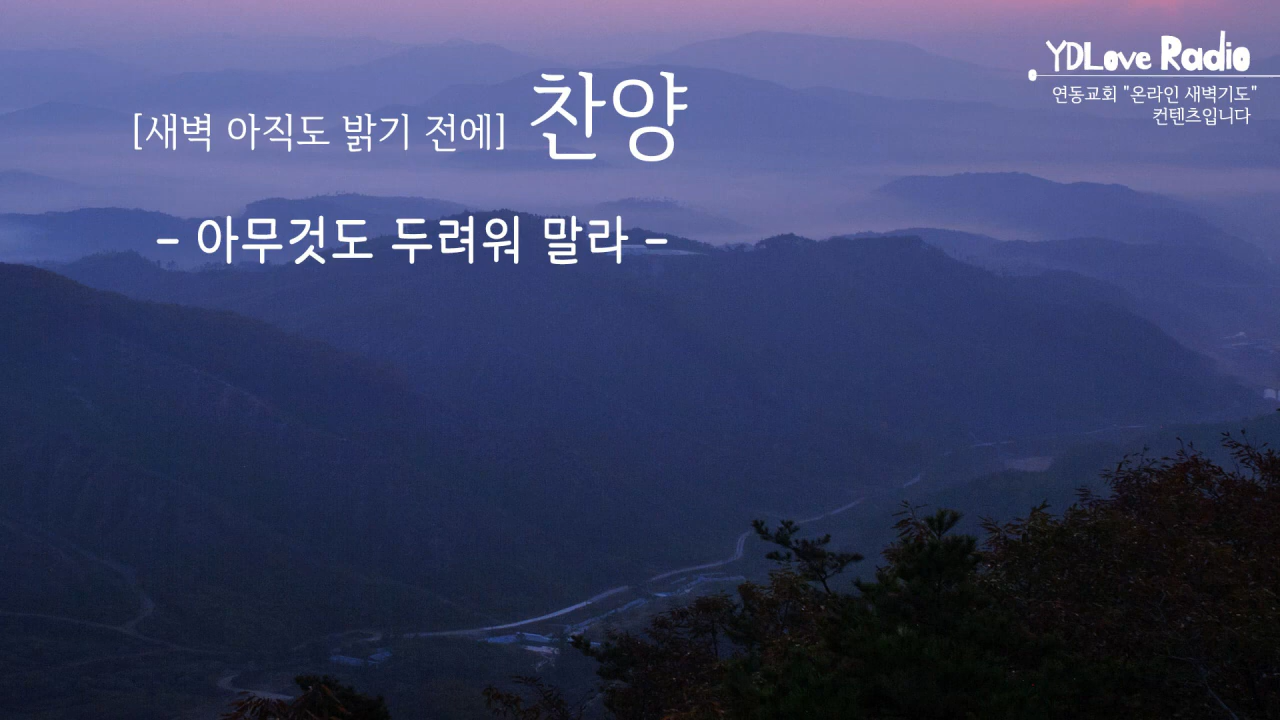 [새벽 아직도 밝기 전에] 찬양
- 아무것도 두려워 말라 -
YDLove Radio
연동교회 "온라인 새벽기도"
컨텐츠입니다